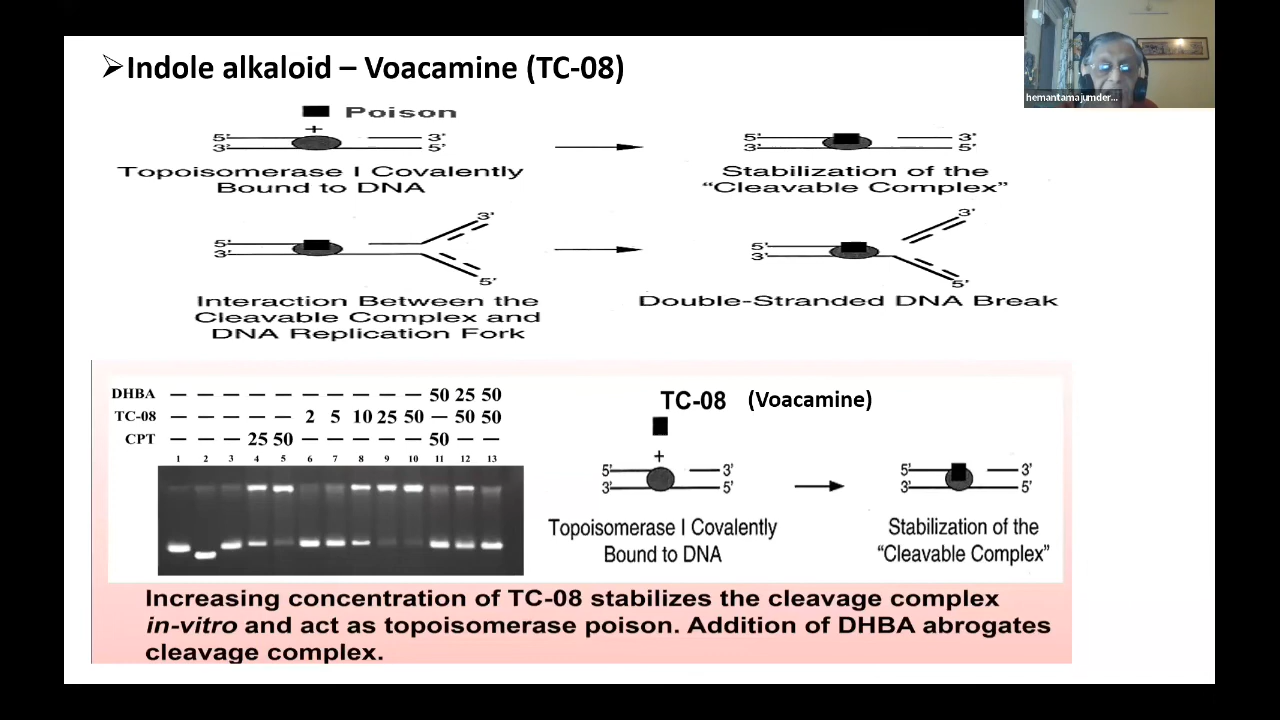 ➢Indole alkaloid – Voacamine (TC-08)
hemantamajumder...
Poison
+
5' 3'
3' 5'
Topoisomerase I Covalently
Bound to DNA
5' 3'
3' 5'
Stabilization of the
“Cleavable Complex”
3'
5'
3'
5'
Interaction Between the
Cleavable Complex and
DNA Replication Fork
3'
5'
3'
5'
Double-Stranded DNA Break
DHBA – – – – – – – – – – 50 25 50
TC-08 – – – – – 2 5 10 25 50 – 50 50
CPT – – – 25 50 – – – – – 50 – –
1 2 3 4 5 6 7 8 9 10 11 12 13
TC-08 (Voacamine)
+
5' 3'
3' 5'
Topoisomerase I Covalently
Bound to DNA
5' 3'
3' 5'
Stabilization of the
“Cleavable Complex”
Increasing concentration of TC-08 stabilizes the cleavage complex
in-vitro and act as topoisomerase poison. Addition of DHBA abrogates
cleavage complex.